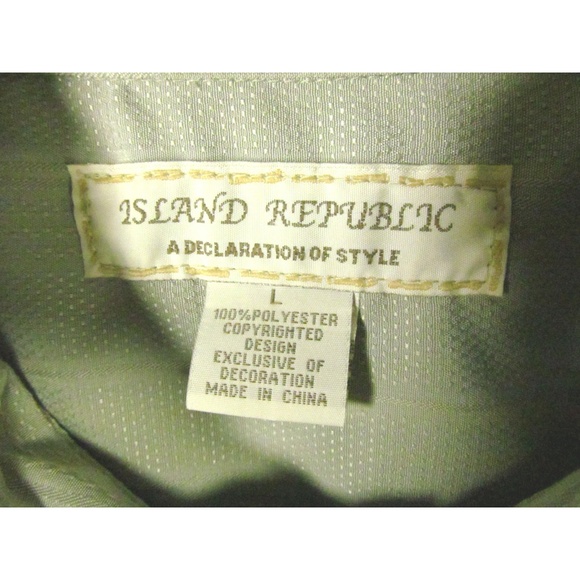 ISLAND REPUBLIC
A DECLARATION OF STYLE
L
100%POLYESTER
COPYRIGHTED
DESIGN
EXCLUSIVE OF
DECORATION
MADE IN CHINA